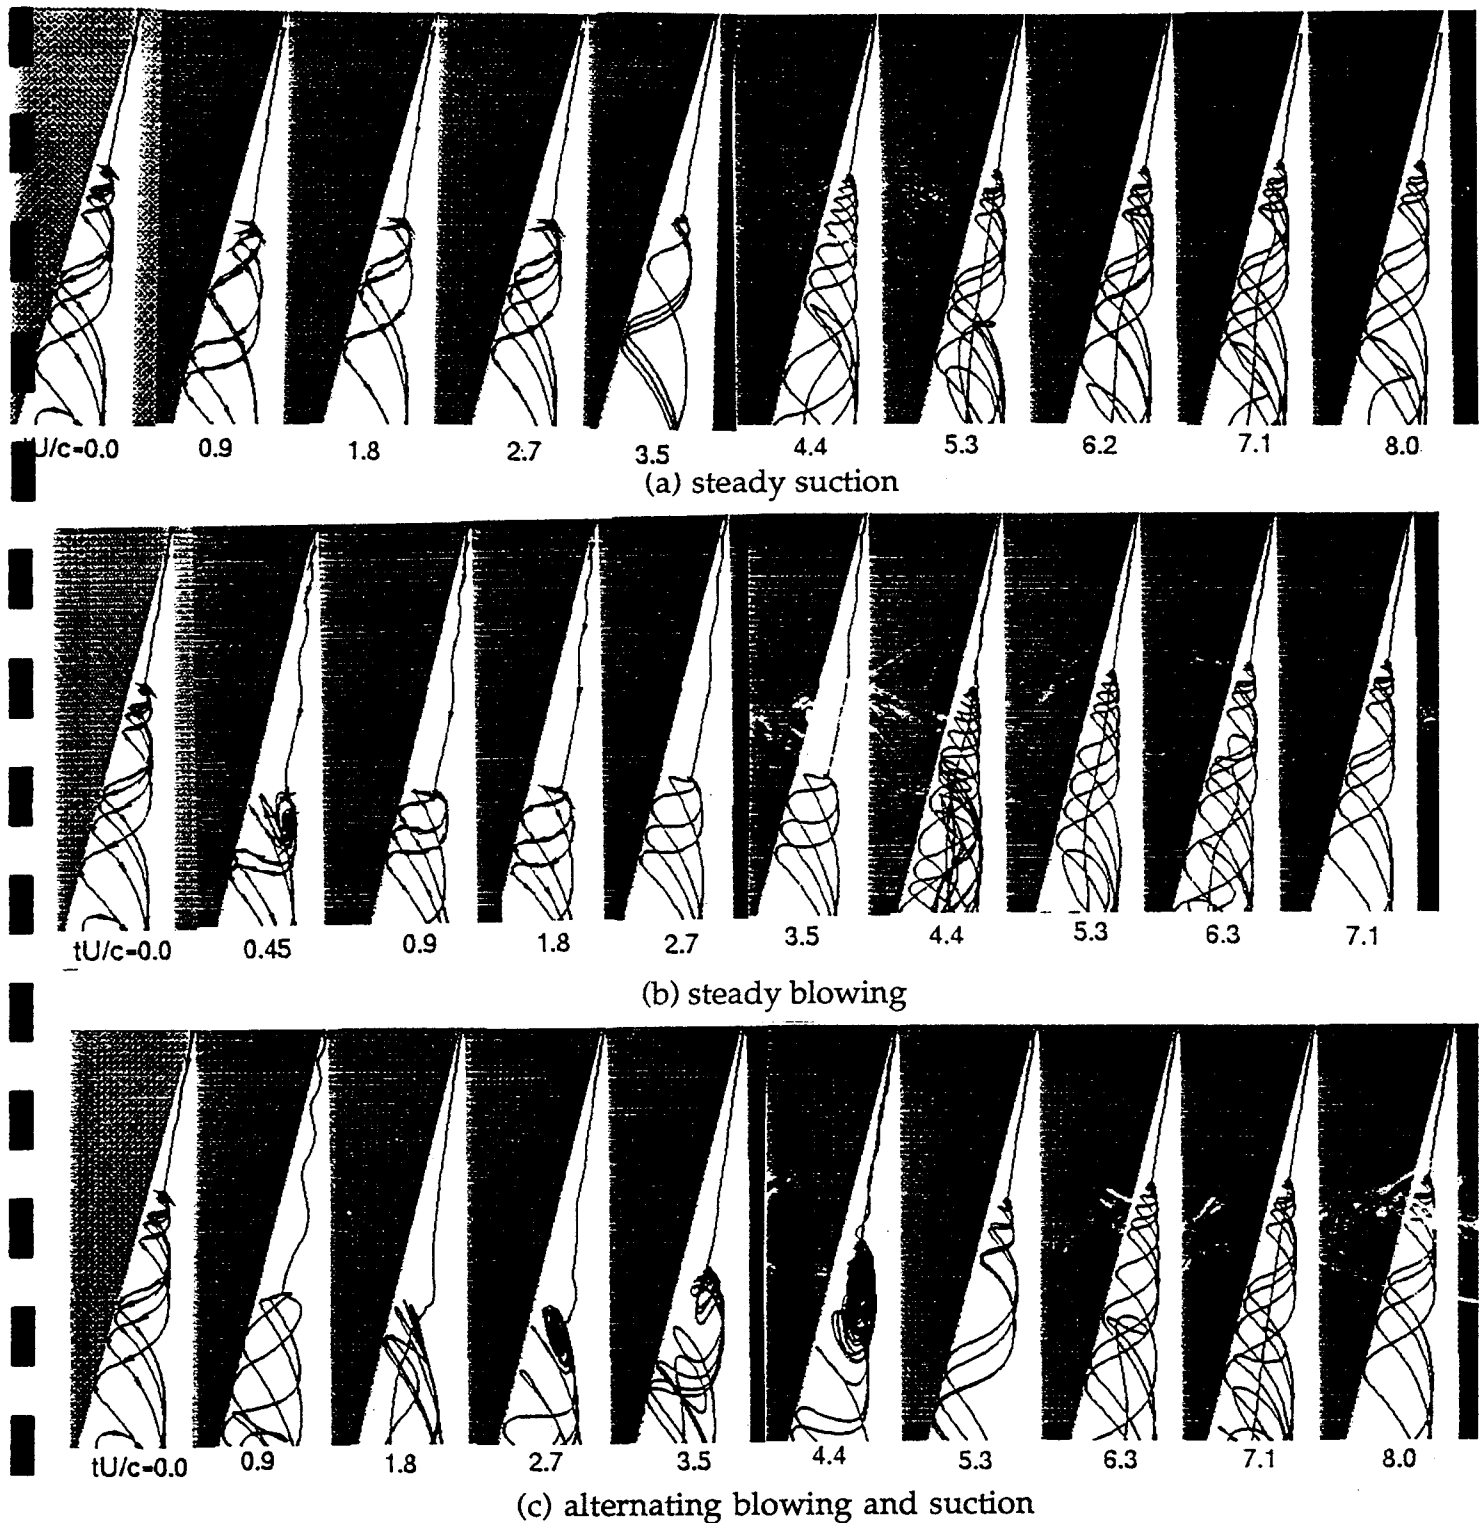 tU/c=0.0 0.9 1.8 2.7 3.5 4.4 5.3 6.2 7.1 8.0
(a) steady suction
tU/c=0.0 0.45 0.9 1.8 2.7 3.5 4.4 5.3 6.3 7.1
(b) steady blowing
tU/c=0.0 0.9 1.8 2.7 3.5 4.4 5.3 6.3 7.1 8.0
(c) alternating blowing and suction